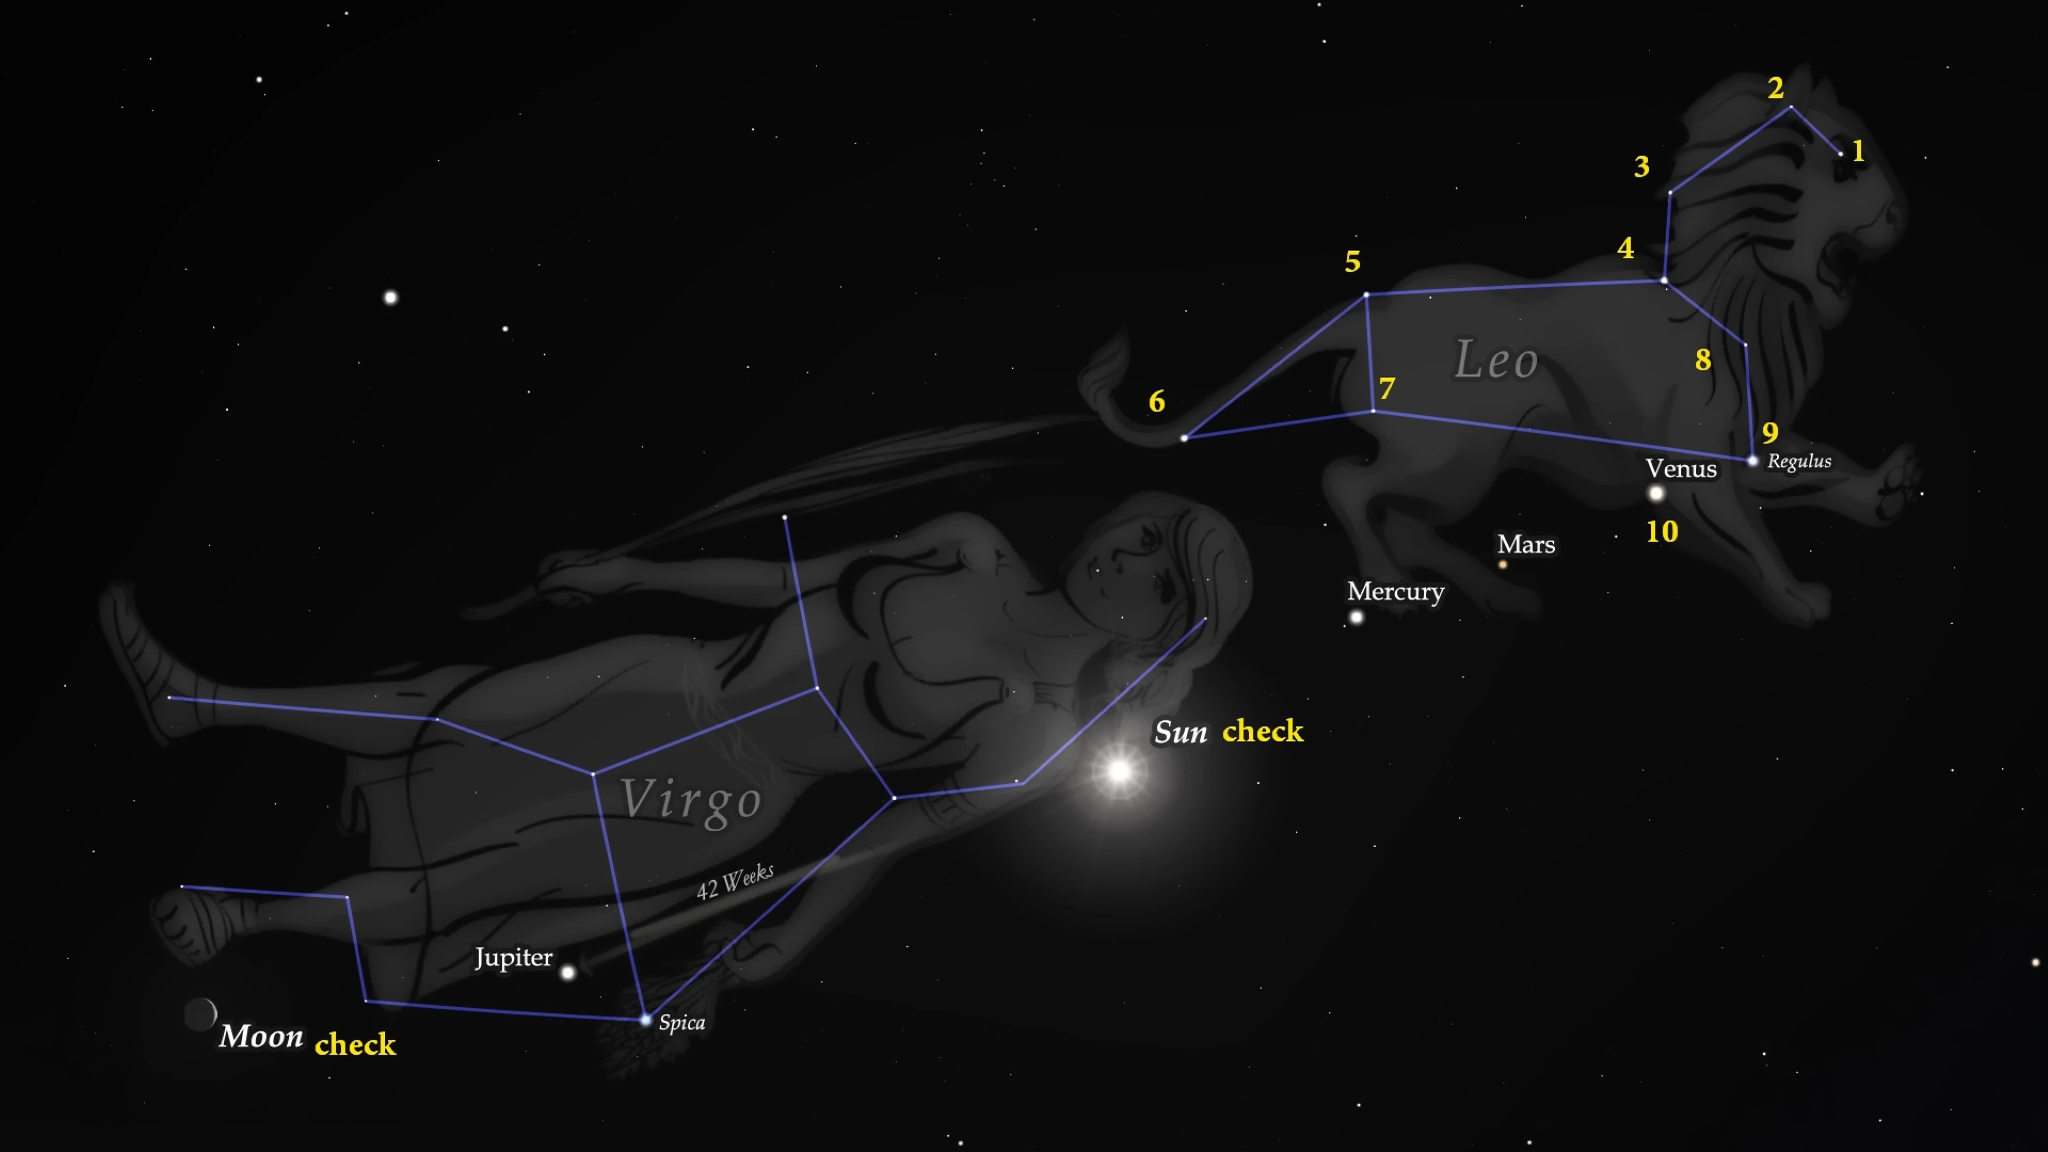 2
1
3
4
5
Leo
8
7
6
9
Venus
Regulus
10
Mars
Mercury
Sun check
Virgo
42 Weeks
Jupiter
Spica
Moon check